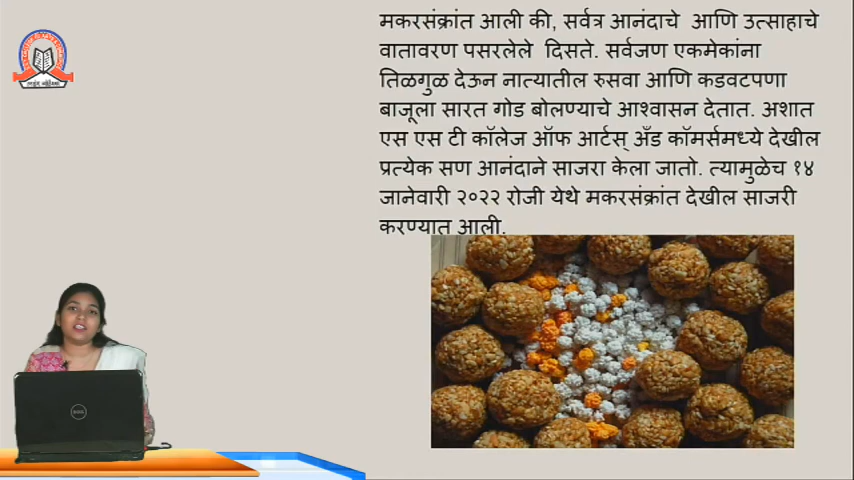 मकरसंक्रांत आली की, सर्वत्र आनंदाचे आणि उत्साहाचे
वातावरण पसरलेले दिसते. सर्वजण एकमेकांना
तिळगुळ देऊन नात्यातील रुसवा आणि कडवटपणा
बाजूला सारत गोड बोलण्याचे आश्वासन देतात. अशात
एस एस टी कॉलेज ऑफ आर्टस् अँड कॉमर्समध्ये देखील
प्रत्येक सण आनंदाने साजरा केला जातो. त्यामुळेच १४
जानेवारी २०२२ रोजी येथे मकरसंक्रांत देखील साजरी
करण्यात आली.
DELL